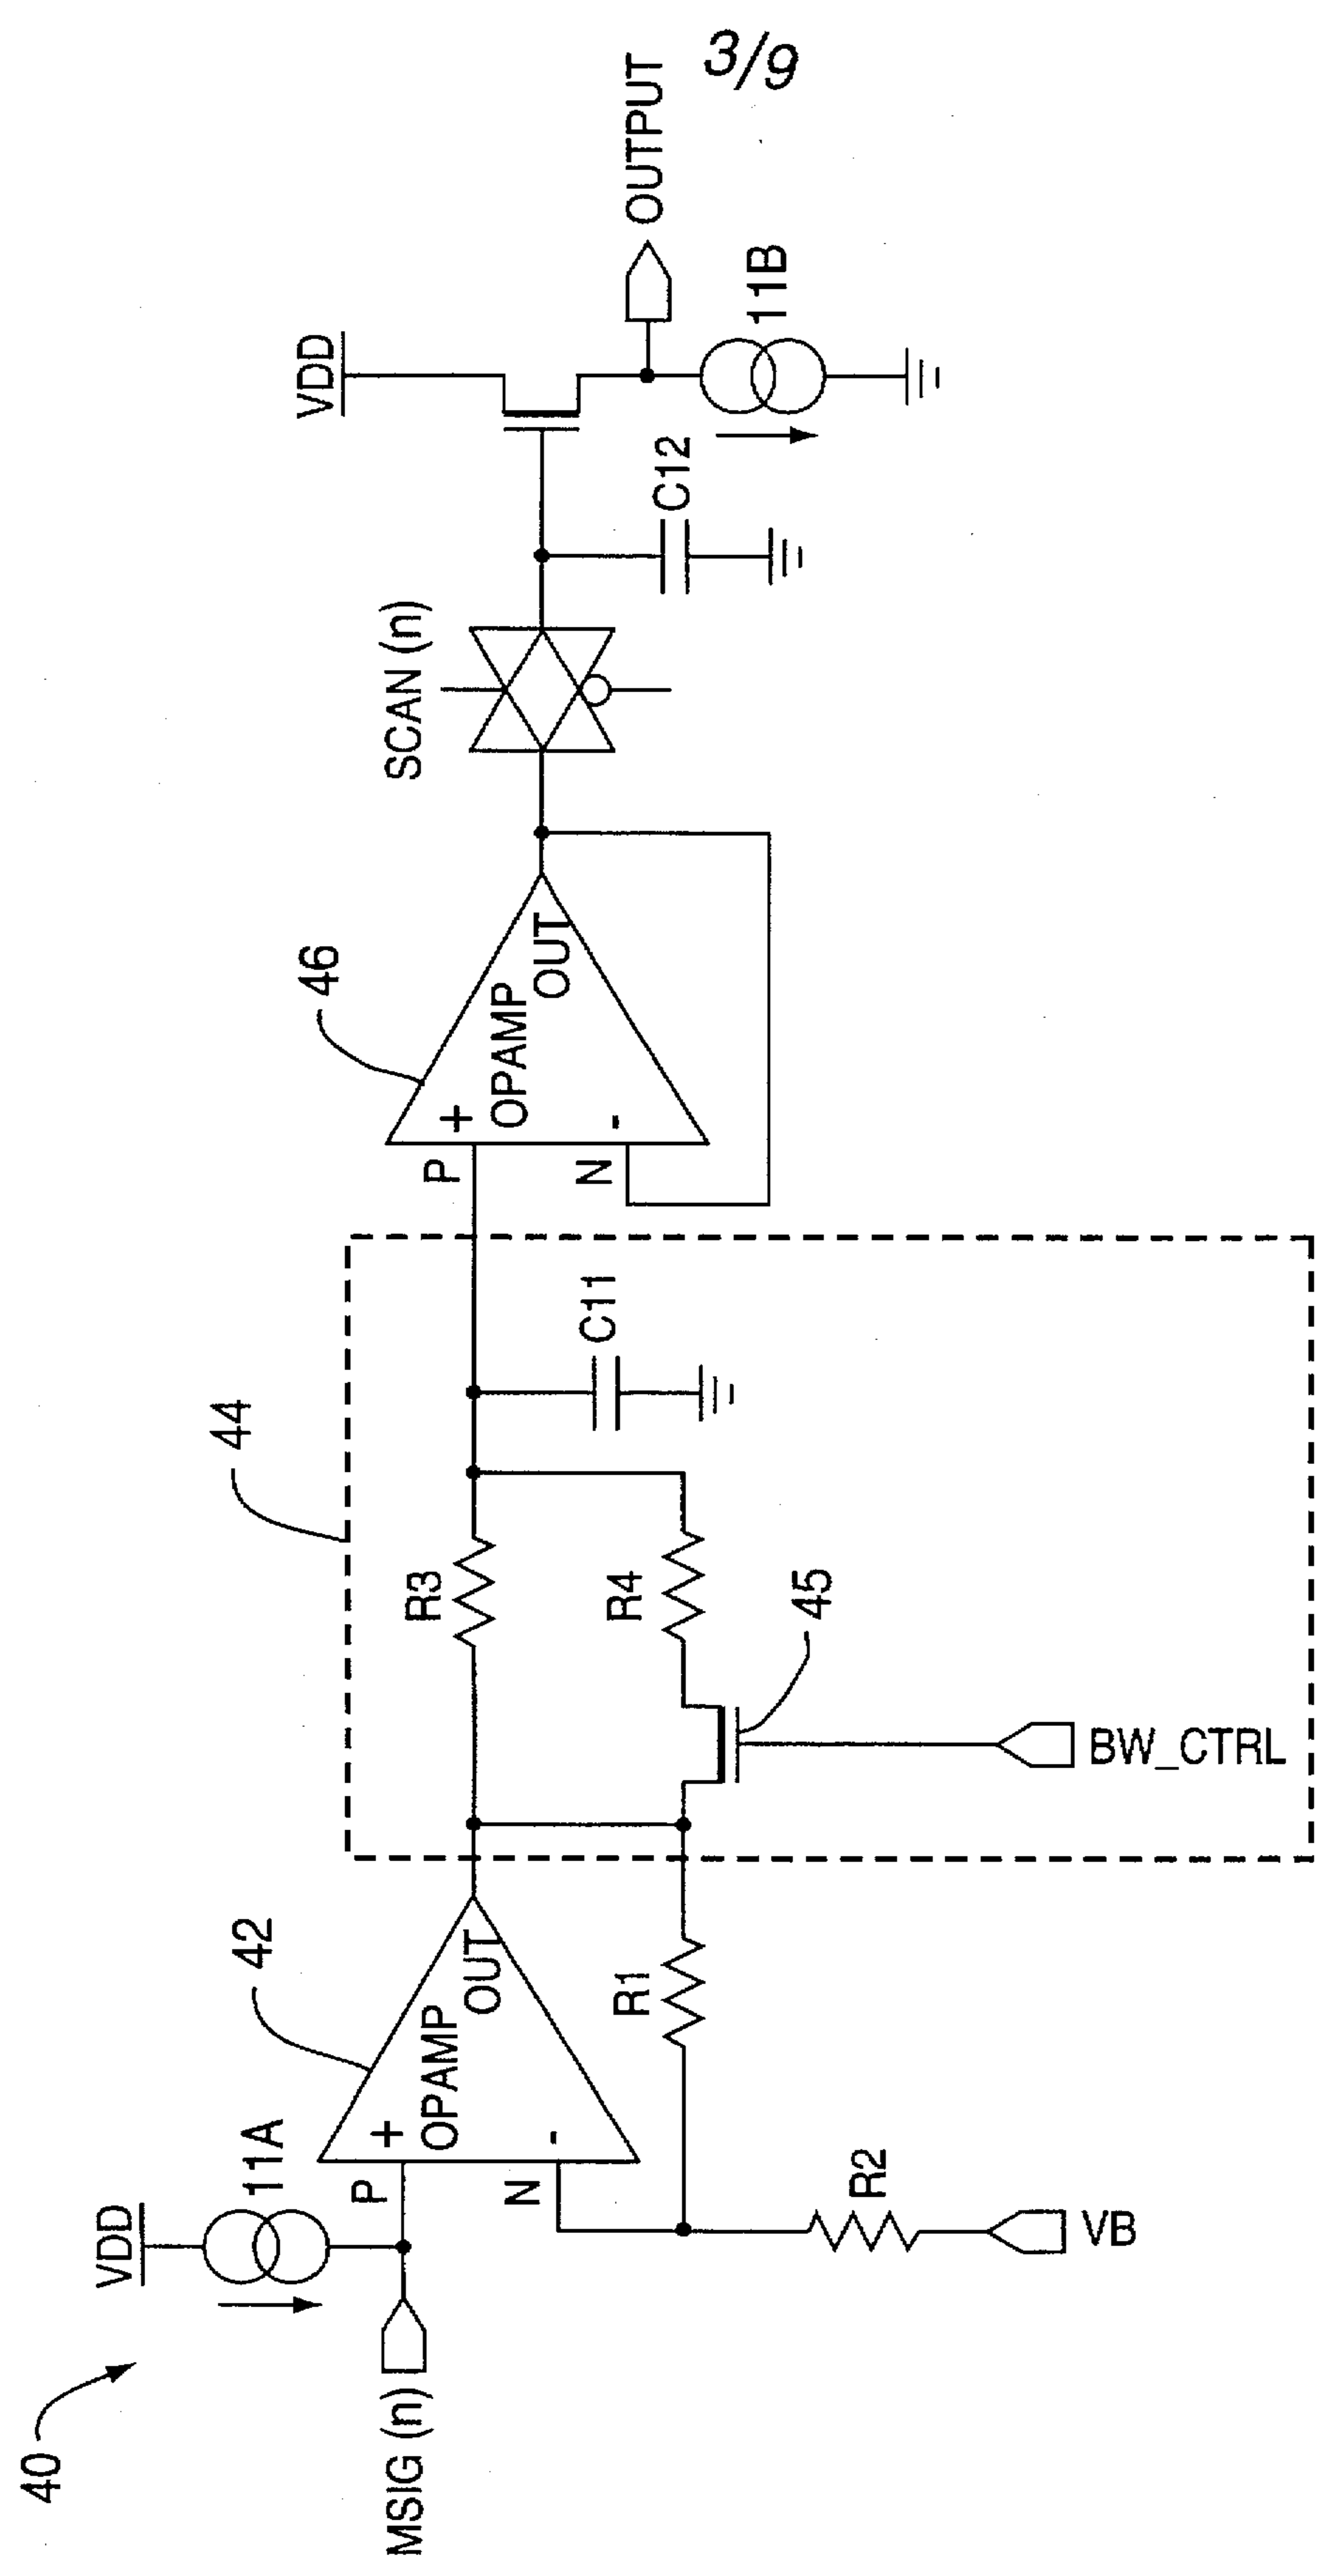 3/9
40
MSIG (n)
VDD
11A
P
N
+
-
OPAMP
OUT
42
R1
R2
VB
44
R3
R4
45
BW_CTRL
C11
P
N
+
-
OPAMP
OUT
46
SCAN (n)
C12
VDD
11B
OUTPUT